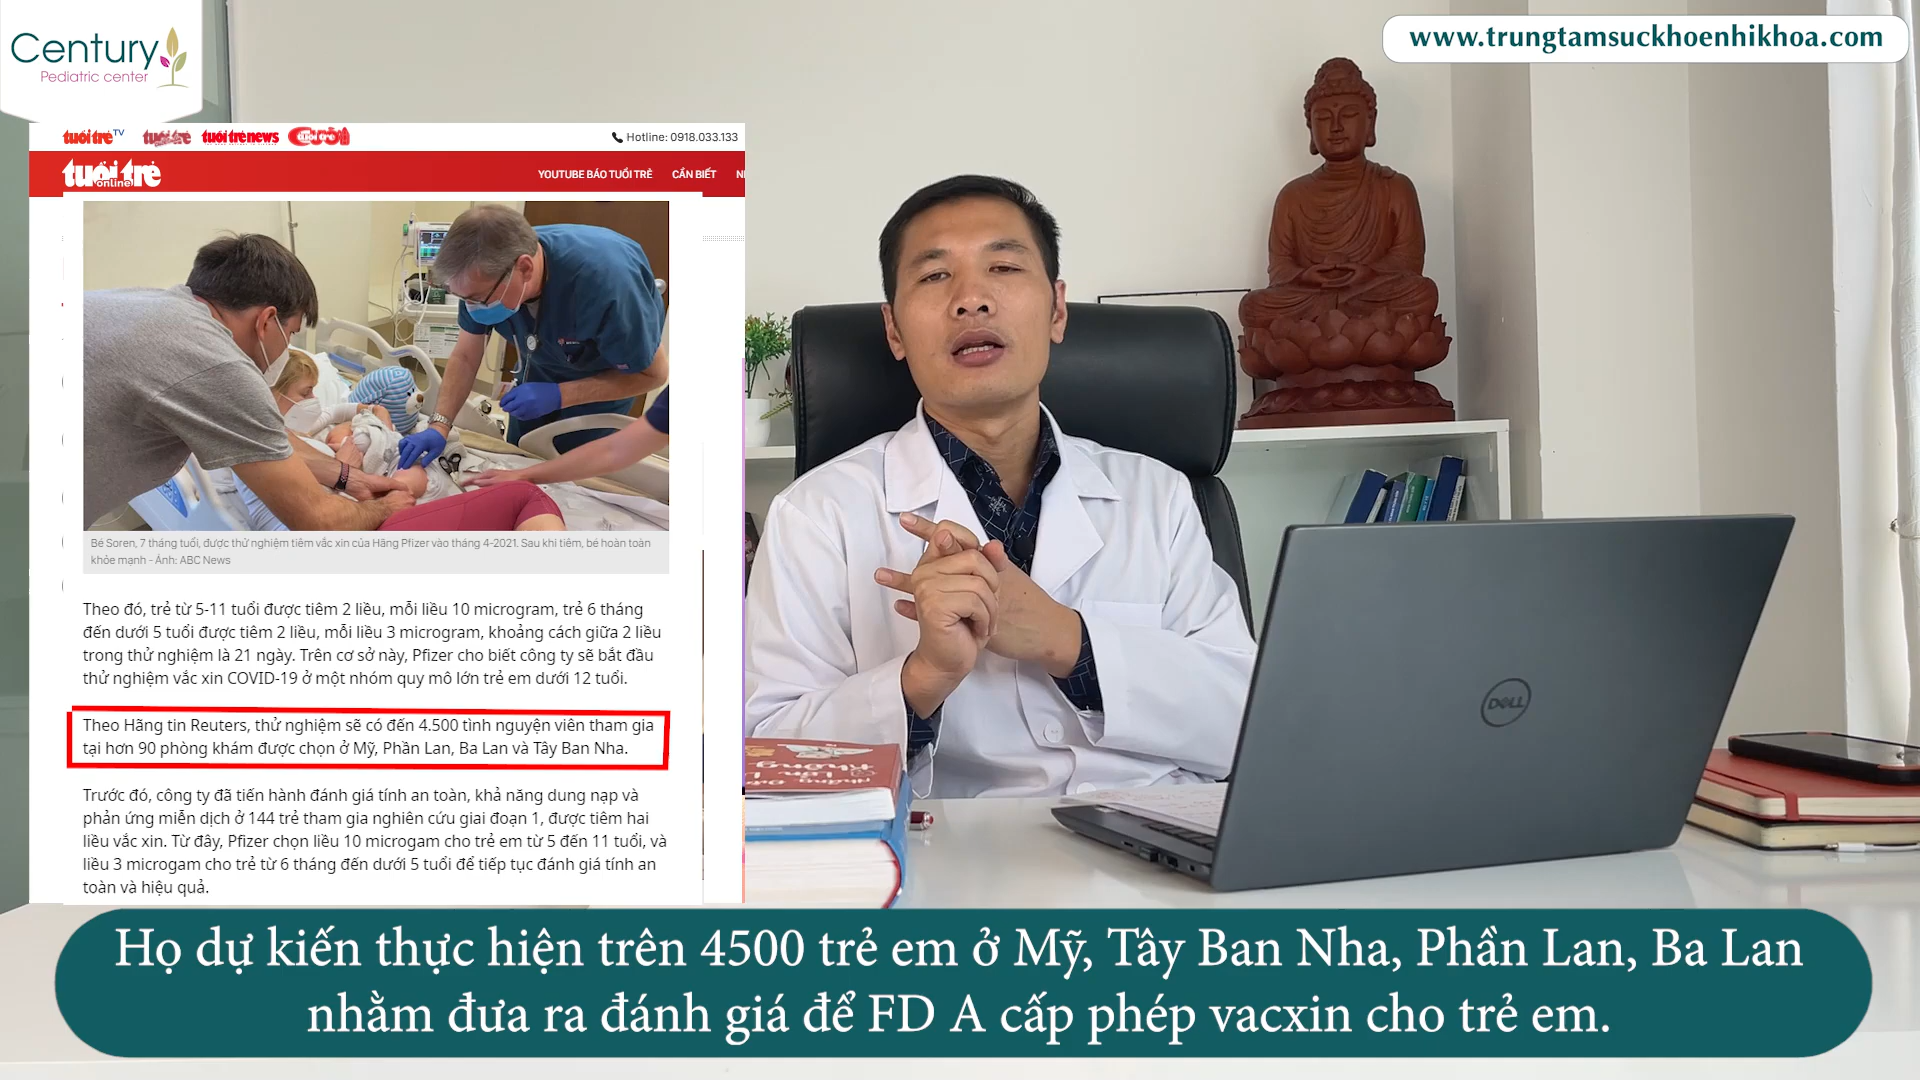 Century
Pediatric center
www.trungtamsuckhoenhikhoa.com
tuổi trẻ TV
tuổi trẻ
tuổi trẻ news
Cười
Hotline: 0918.033.133
tuổi trẻ
online
YOUTUBE BÁO TUỔI TRẺ CẦN BIẾT
Bé Soren, 7 tháng tuổi, được thử nghiệm tiêm vắc xin của Hãng Pfizer vào tháng 4-2021. Sau khi tiêm, bé hoàn toàn
khỏe mạnh - Ảnh: ABC News
Theo đó, trẻ từ 5-11 tuổi được tiêm 2 liều, mỗi liều 10 microgram, trẻ 6 tháng
đến dưới 5 tuổi được tiêm 2 liều, mỗi liều 3 microgram, khoảng cách giữa 2 liều
trong thử nghiệm là 21 ngày. Trên cơ sở này, Pfizer cho biết công ty sẽ bắt đầu
thử nghiệm vắc xin COVID-19 ở một nhóm quy mô lớn trẻ em dưới 12 tuổi.
Theo Hãng tin Reuters, thử nghiệm sẽ có đến 4.500 tình nguyện viên tham gia
tại hơn 90 phòng khám được chọn ở Mỹ, Phần Lan, Ba Lan và Tây Ban Nha.
Trước đó, công ty đã tiến hành đánh giá tính an toàn, khả năng dung nạp và
phản ứng miễn dịch ở 144 trẻ tham gia nghiên cứu giai đoạn 1, được tiêm hai
liều vắc xin. Từ đây, Pfizer chọn liều 10 microgam cho trẻ em từ 5 đến 11 tuổi, và
liều 3 microgam cho trẻ từ 6 tháng đến dưới 5 tuổi để tiếp tục đánh giá tính an
toàn và hiệu quả.
DELL
Họ dự kiến thực hiện trên 4500 trẻ em ở Mỹ, Tây Ban Nha, Phần Lan, Ba Lan
nhằm đưa ra đánh giá để FD A cấp phép vacxin cho trẻ em.